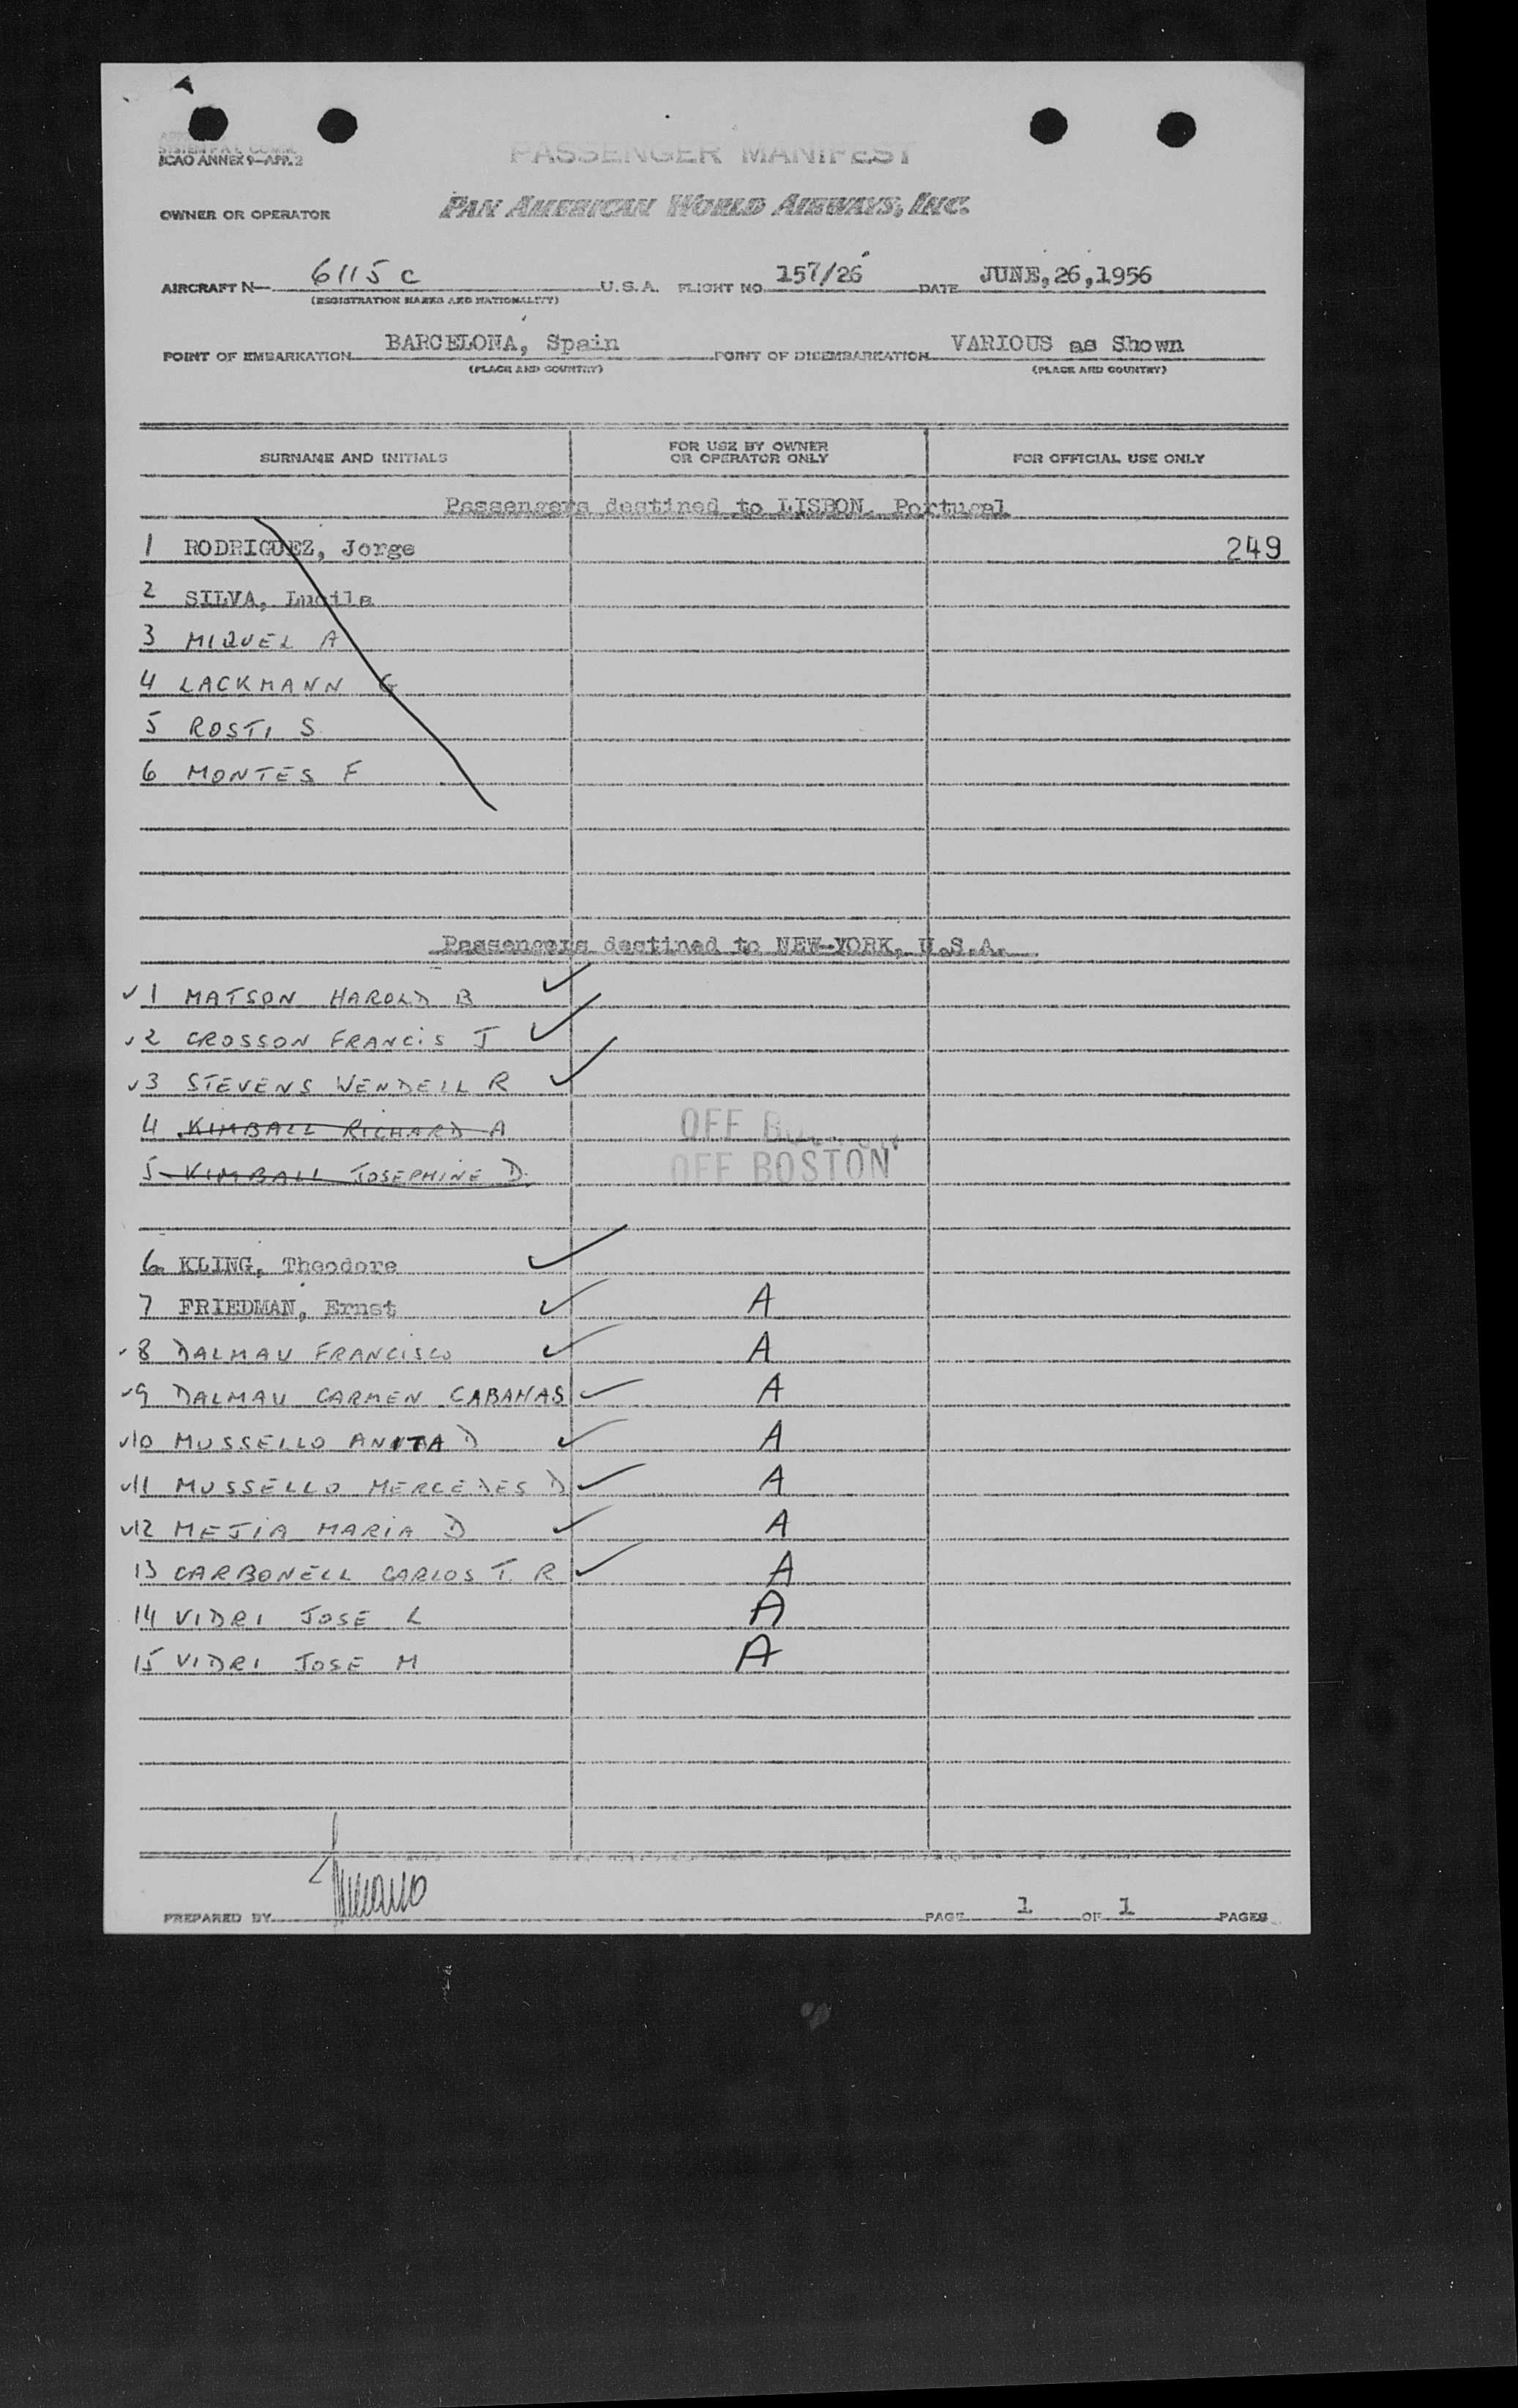 ICAO ANNEX 9—APP. 2
PASSENGER MANIFEST
OWNER OR OPERATOR PAN AMERICAN WORLD AIRWAYS, INC.
AIRCRAFT N— 6115 C U.S.A. FLIGHT NO. 157/26 DATE JUNE, 26, 1956
(REGISTRATION MARKS AND NATIONALITY)
POINT OF EMBARKATION BARCELONA, Spain POINT OF DISEMBARKATION VARIOUS as Shown
(PLACE AND COUNTRY) (PLACE AND COUNTRY)
SURNAME AND INITIALS FOR USE BY OWNER OR OPERATOR ONLY FOR OFFICIAL USE ONLY
Passengers destined to LISBON, Portugal
1 RODRIGUEZ, Jorge 249
2 SILVA, Lucila
3 MIQUEL A
4 LACKMANN G
5 ROSTI S
6 MONTES F
Passengers destined to NEW-YORK, U.S.A.
✓ 1 MATSON HAROLD B ✓
✓ 2 CROSSON FRANCIS J ✓
✓ 3 STEVENS WENDELL R ✓
4 KIMBALL RICHARD A OFF BOSTON
5 KIMBALL JOSEPHINE D. OFF BOSTON
6 KLING, Theodore ✓
7 FRIEDMAN, Ernst ✓ A
✓ 8 DALMAU FRANCISCO ✓ A
✓ 9 DALMAU CARMEN CABANAS ✓ A
✓ 10 MUSSELLO ANITA D ✓ A
✓ 11 MUSSELLO MERCEDES D ✓ A
✓ 12 MEJIA MARIA D ✓ A
13 CARBONELL CARLOS T. R ✓ A
14 VIDRI JOSE L A
15 VIDRI JOSE M A
PREPARED BY PAGE 1 OF 1 PAGES